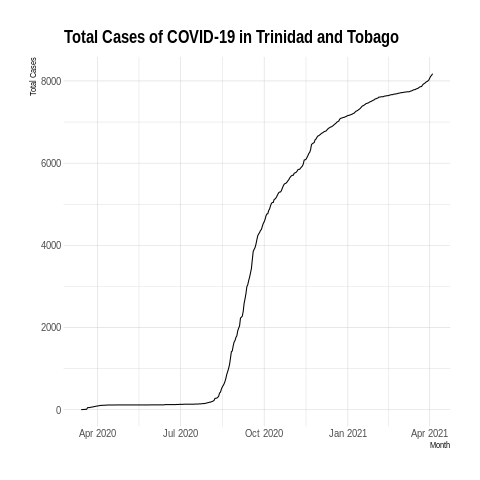 Total Cases of COVID-19 in Trinidad and Tobago
Total Cases
8000
6000
4000
2000
0
Apr 2020 Jul 2020 Oct 2020 Jan 2021 Apr 2021
Month